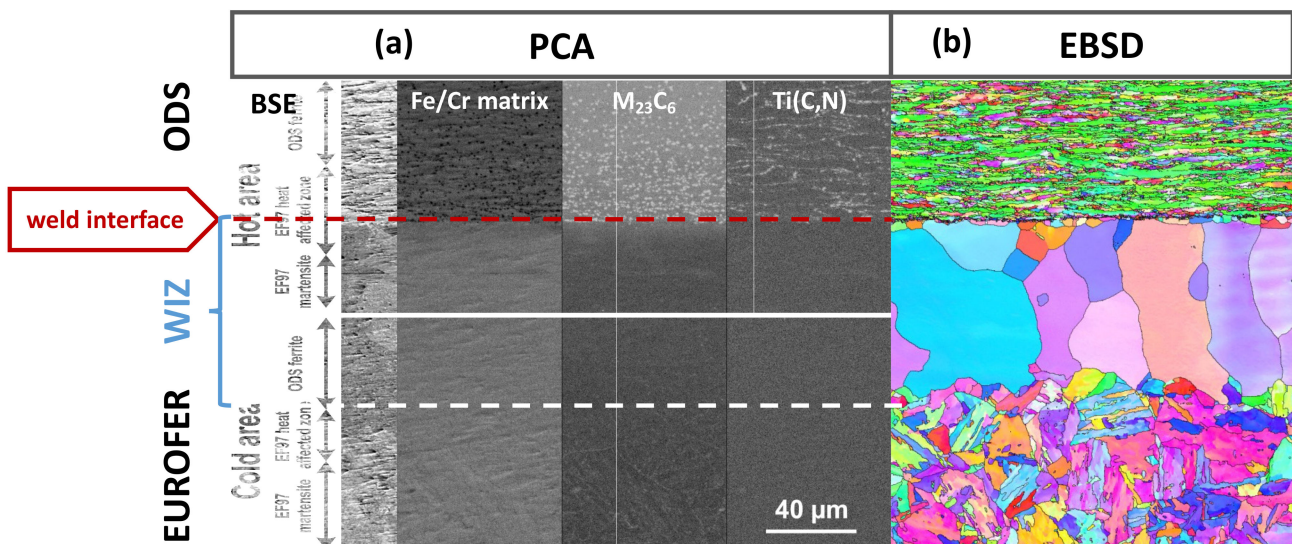 (a) PCA
(b) EBSD
ODS
BSE
Fe/Cr matrix
M₂₃C₆
Ti(C,N)
ODS ferrite
Hot area
EF97 heat
affected zone
weld interface
EF97
martensite
WIZ
ODS ferrite
Cold area
EF97 heat
affected zone
EUROFER
EF97
martensite
40 µm